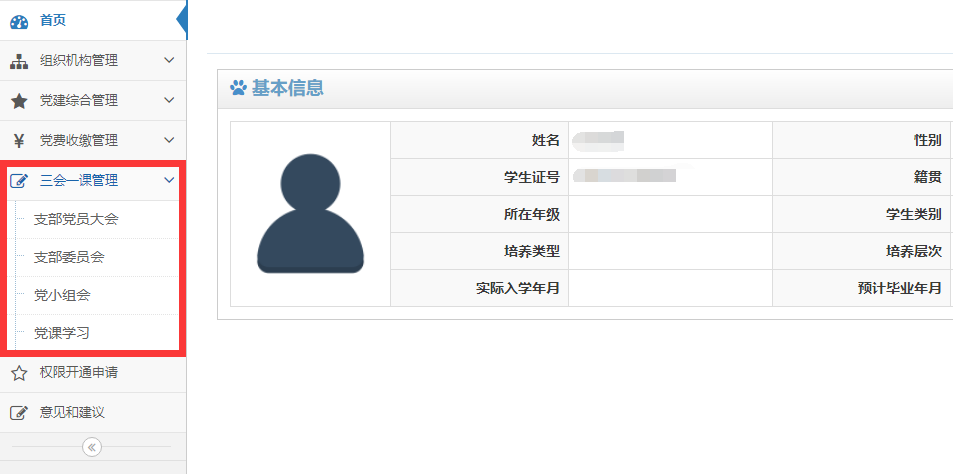 首页
组织机构管理
党建综合管理
¥ 党费收缴管理
三会一课管理
支部党员大会
支部委员会
党小组会
党课学习
权限开通申请
意见和建议
基本信息
姓名 性别
学生证号 籍贯
所在年级 学生类别
培养类型 培养层次
实际入学年月 预计毕业年月